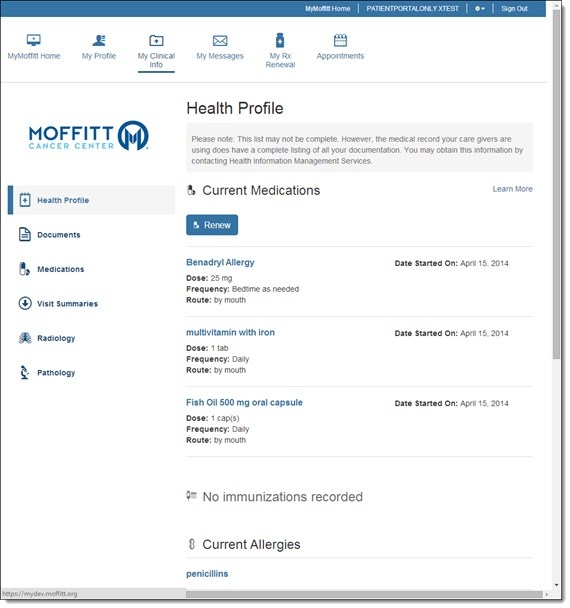 MyMoffitt Home
PATIENTPORTALONLY XTEST
Sign Out
MyMoffitt Home
My Profile
My Clinical
Info
My Messages
My Rx
Renewal
Appointments
MOFFITT
CANCER CENTER
Health Profile
Documents
Medications
Visit Summaries
Radiology
Pathology
Health Profile
Please note: This list may not be complete. However, the medical record your care givers are
using does have a complete listing of all your documentation. You may obtain this information by
contacting Health Information Management Services.
Current Medications
Learn More
Renew
Benadryl Allergy
Date Started On: April 15, 2014
Dose: 25 mg
Frequency: Bedtime as needed
Route: by mouth
multivitamin with iron
Date Started On: April 15, 2014
Dose: 1 tab
Frequency: Daily
Route: by mouth
Fish Oil 500 mg oral capsule
Date Started On: April 15, 2014
Dose: 1 cap(s)
Frequency: Daily
Route: by mouth
No immunizations recorded
Current Allergies
penicillins
https://mydev.moffitt.org